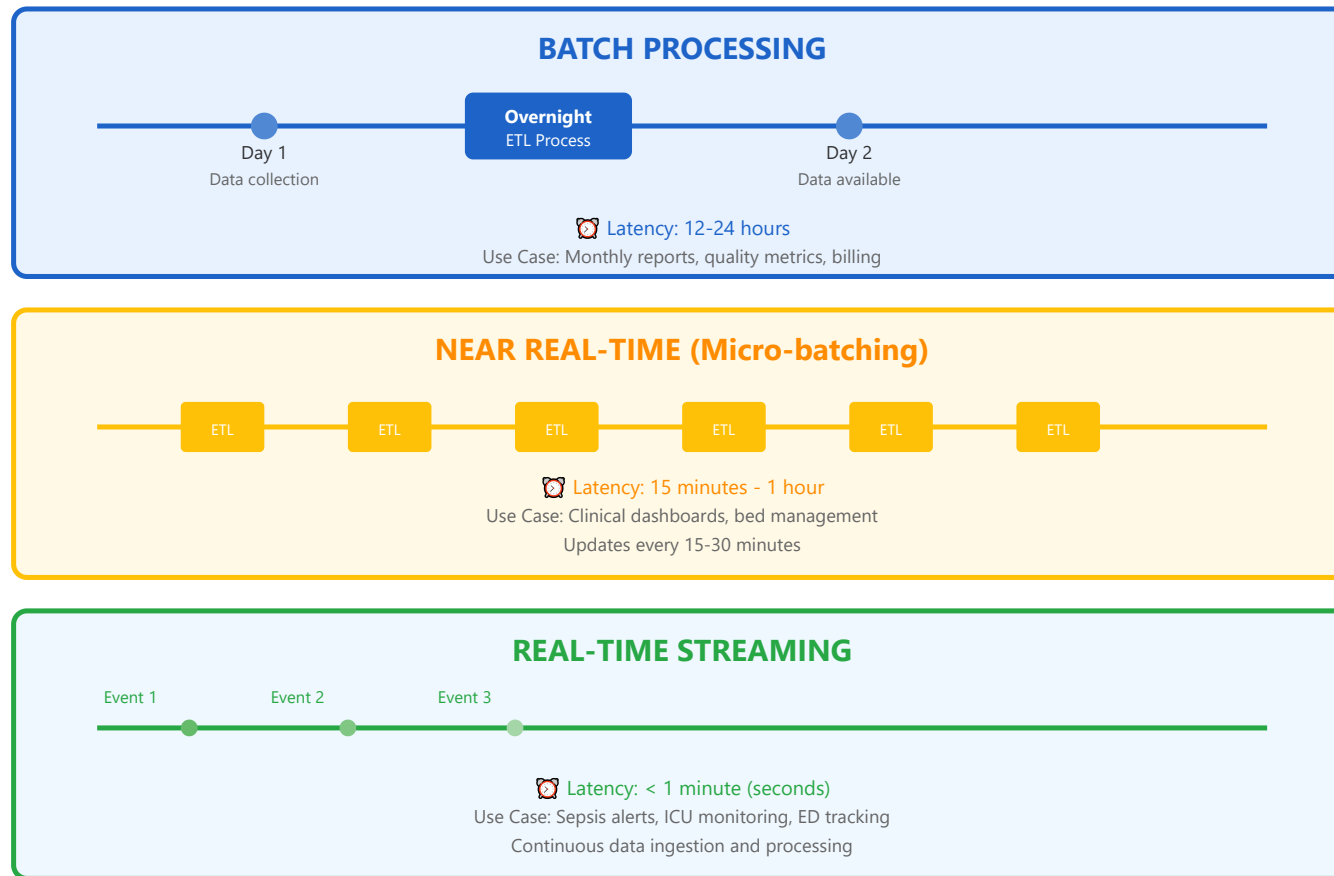 BATCH PROCESSING
Overnight
ETL Process
Day 1
Day 2
Data collection
Data available
⏰ Latency: 12-24 hours
Use Case: Monthly reports, quality metrics, billing
NEAR REAL-TIME (Micro-batching)
ETL ETL ETL ETL ETL ETL
⏰ Latency: 15 minutes - 1 hour
Use Case: Clinical dashboards, bed management
Updates every 15-30 minutes
REAL-TIME STREAMING
Event 1 Event 2 Event 3
⏰ Latency: < 1 minute (seconds)
Use Case: Sepsis alerts, ICU monitoring, ED tracking
Continuous data ingestion and processing